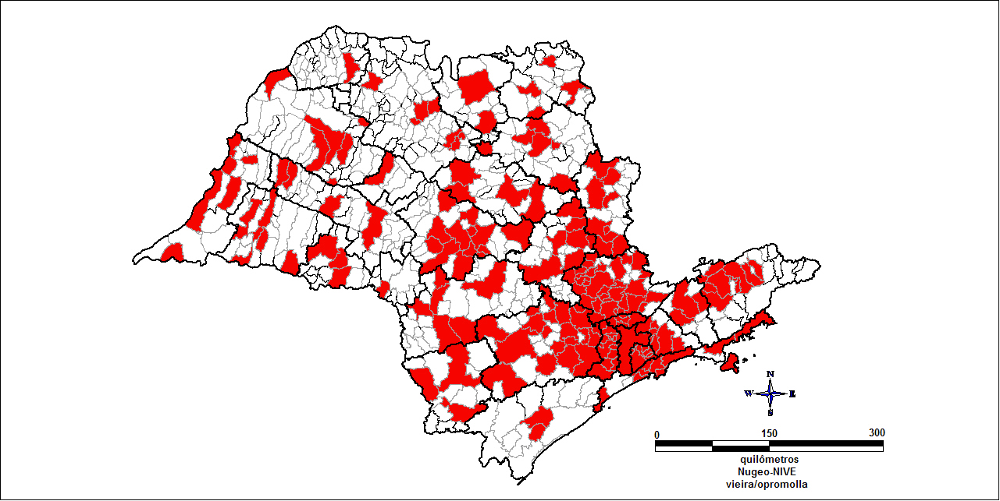 N
W E
S
0 150 300
quilômetros
Nugeo-NIVE
vieira/opromolla